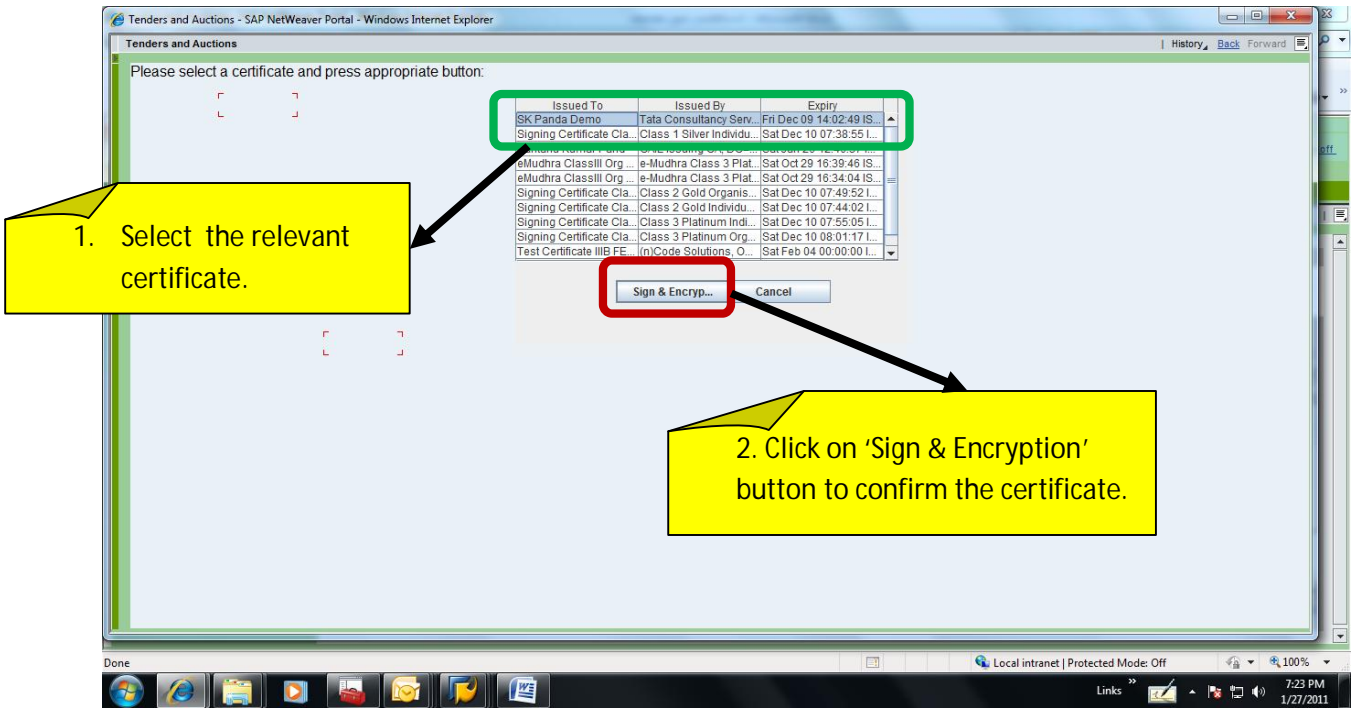 Tenders and Auctions - SAP NetWeaver Portal - Windows Internet Explorer
Tenders and Auctions
| History Back Forward
Please select a certificate and press appropriate button:
Issued To Issued By Expiry
SK Panda Demo Tata Consultancy Serv... Fri Dec 09 14:02:49 IS...
Signing Certificate Cla... Class 1 Silver Individu... Sat Dec 10 07:38:55 I...
eMudhra ClassIII Org ... e-Mudhra Class 3 Plat... Sat Oct 29 16:39:46 IS...
eMudhra ClassIII Org ... e-Mudhra Class 3 Plat... Sat Oct 29 16:34:04 IS...
Signing Certificate Cla... Class 2 Gold Organis... Sat Dec 10 07:49:52 I...
Signing Certificate Cla... Class 2 Gold Individu... Sat Dec 10 07:44:02 I...
Signing Certificate Cla... Class 3 Platinum Indi... Sat Dec 10 07:55:05 I...
Signing Certificate Cla... Class 3 Platinum Org... Sat Dec 10 08:01:17 I...
Test Certificate IIIB FE... (n)Code Solutions, O... Sat Feb 04 00:00:00 I...
Sign & Encryp... Cancel
1. Select the relevant
certificate.
2. Click on ‘Sign & Encryption’
button to confirm the certificate.
off
Done
Local intranet | Protected Mode: Off
100%
Links
7:23 PM
1/27/2011